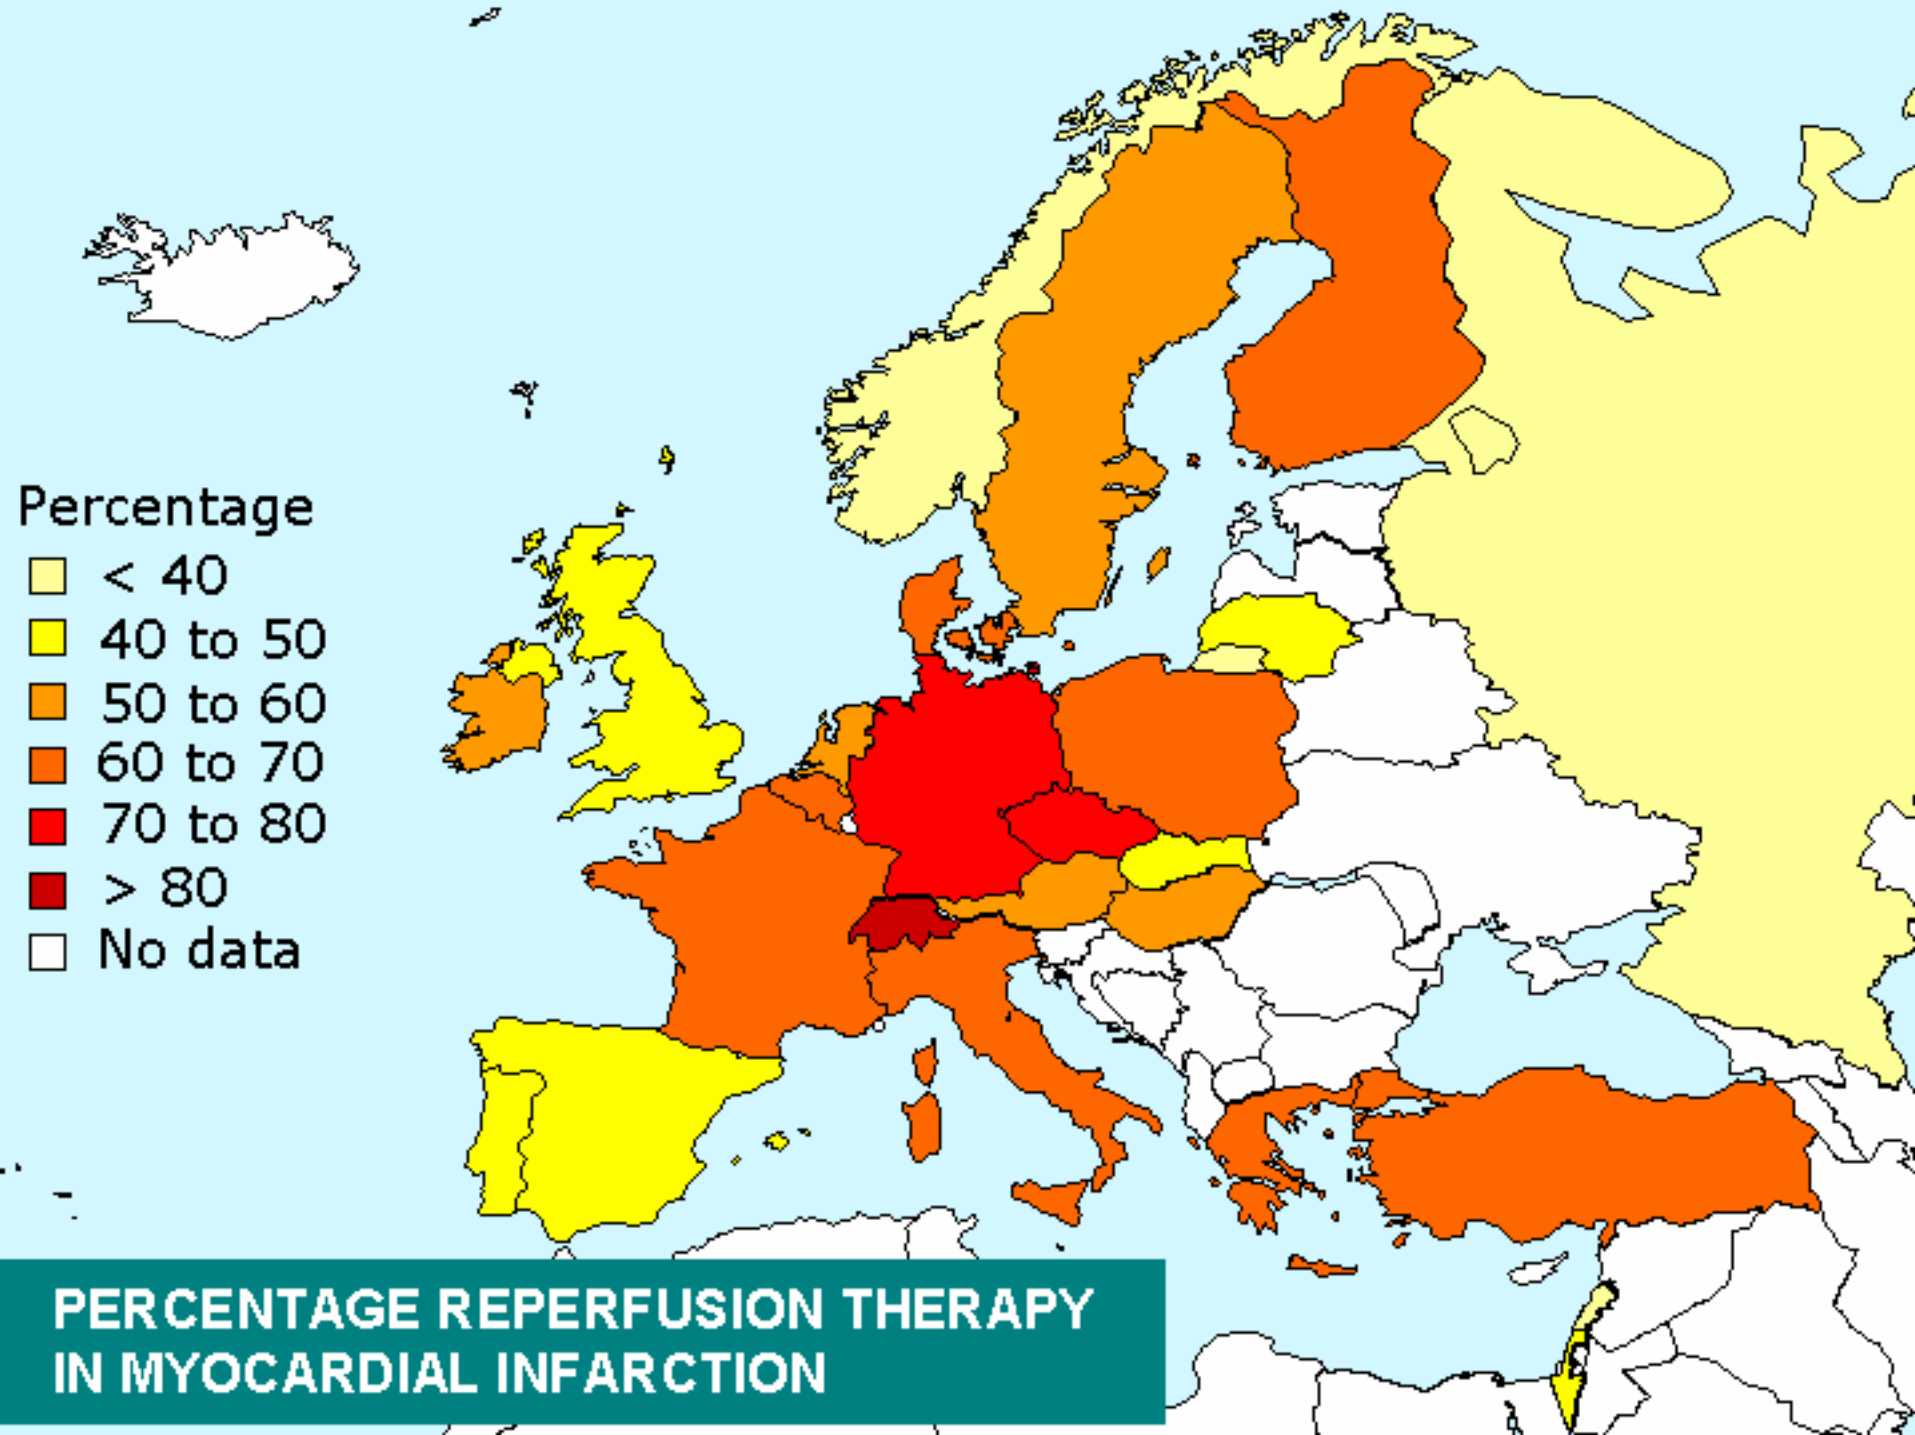 Percentage
< 40
40 to 50
50 to 60
60 to 70
70 to 80
> 80
No data
PERCENTAGE REPERFUSION THERAPY
IN MYOCARDIAL INFARCTION